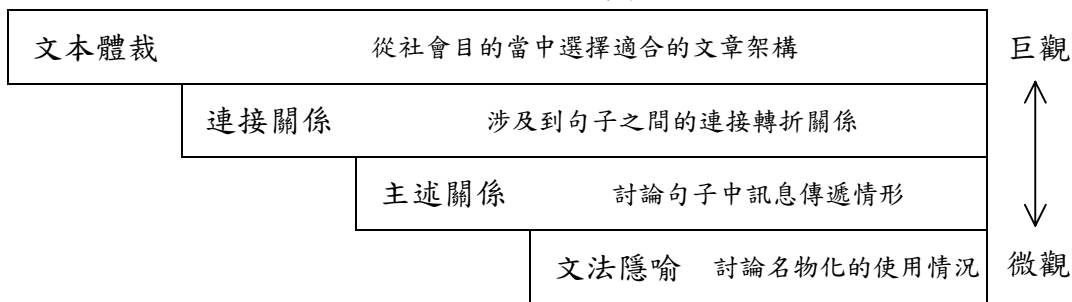 文本體裁 從社會目的當中選擇適合的文章架構 巨觀
連接關係 涉及到句子之間的連接轉折關係
主述關係 討論句子中訊息傳遞情形
文法隱喻 討論名物化的使用情況 微觀